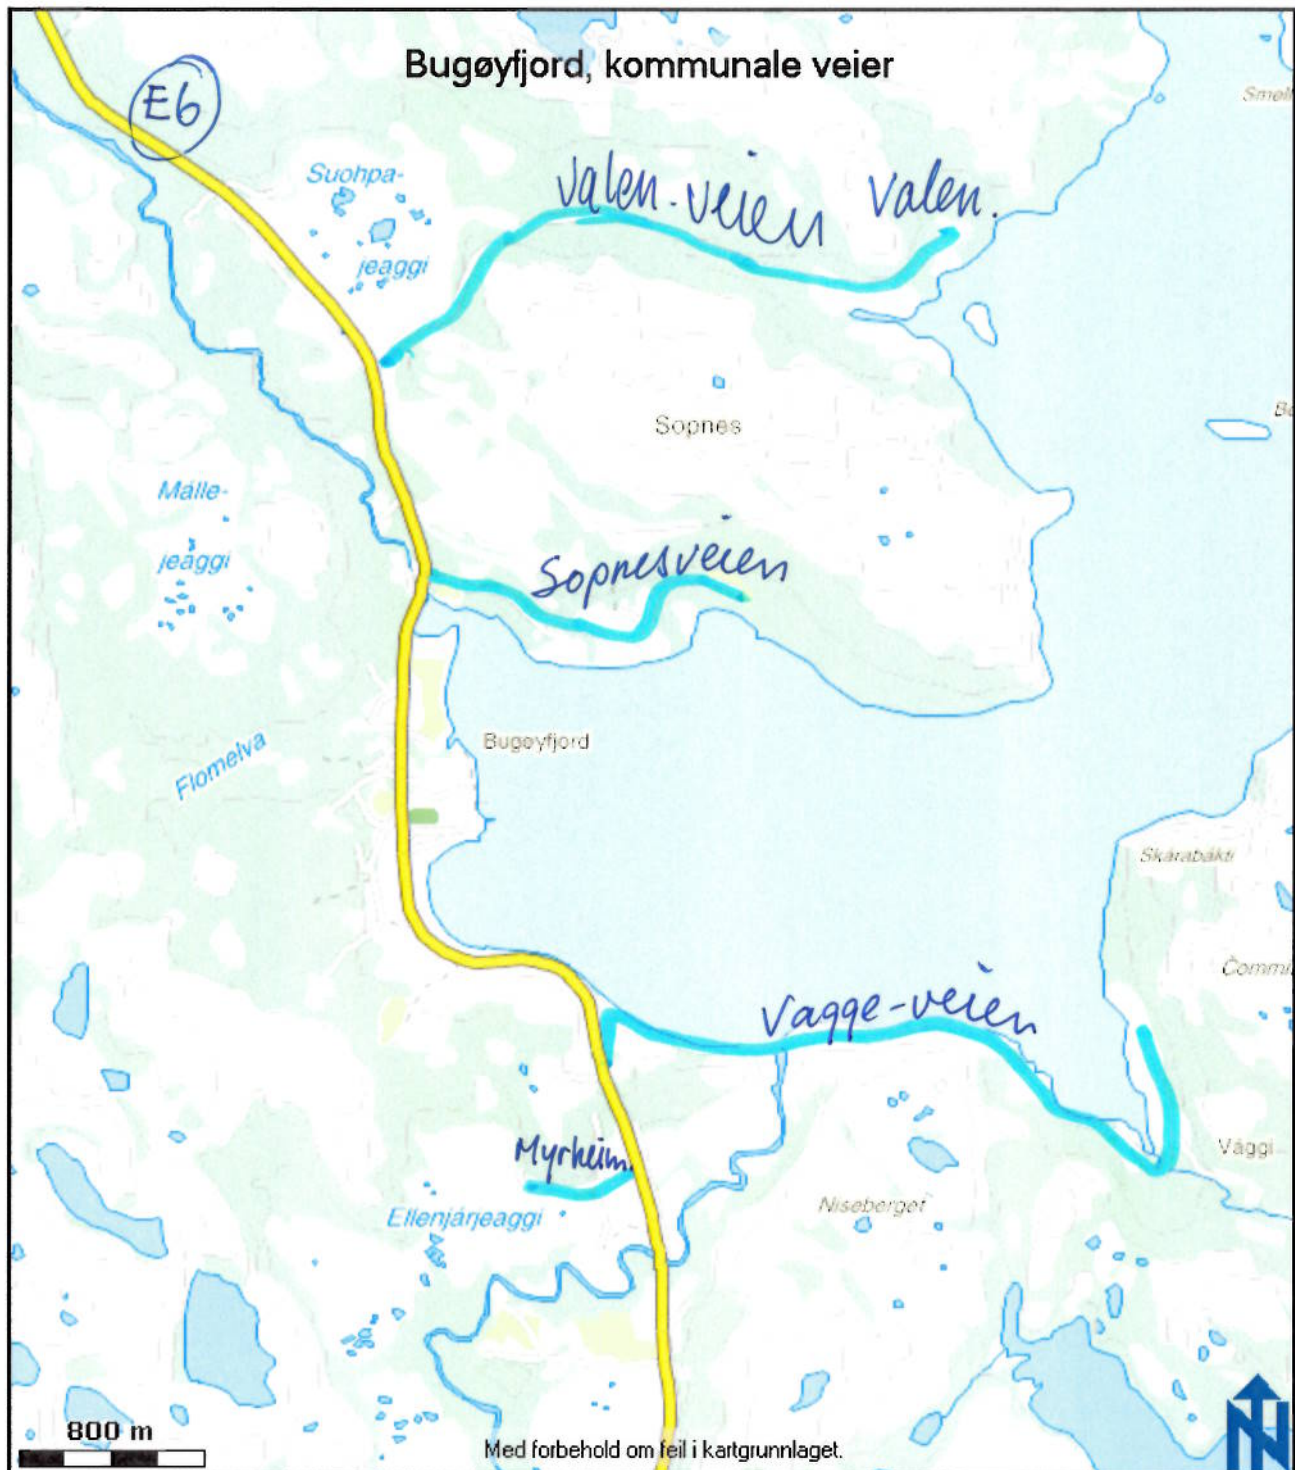 Bugøyfjord, kommunale veier
E6
Suohpa-
jeaggi
Valen-veien
Valen.
Sopnes
Málle-
jeaggi
Sopnesveien
Flomelva
Bugøyfjord
Skárabákti
Vagge-veien
Vággi
Myrheim
Ellenjárjeaggi
Niseberget
800 m
Med forbehold om feil i kartgrunnlaget.
N